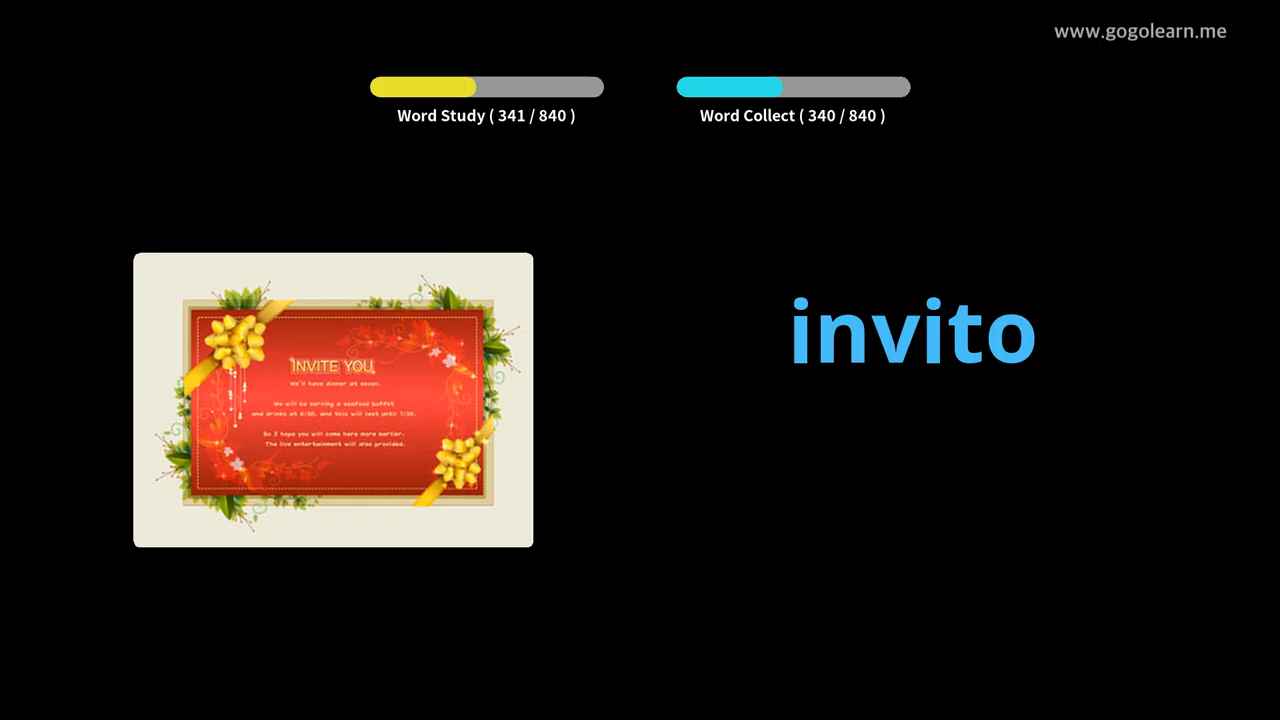 www.gogolearn.me
Word Study ( 341 / 840 )
Word Collect ( 340 / 840 )
INVITE YOU
We'll have dinner at seven.
We will be serving a seafood buffet
and drinks at 6:30, and this will last until 7:30.
So I hope you will come here more earlier.
The live entertainment will also provided.
invito